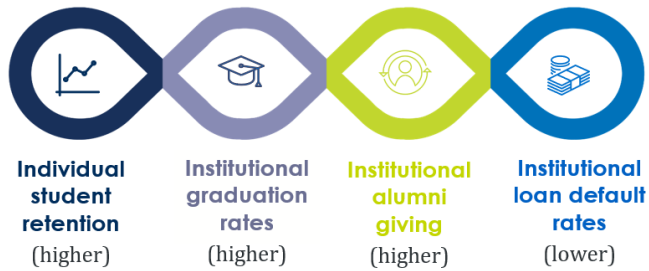 Individual
student
retention
(higher)
Institutional
graduation
rates
(higher)
Institutional
alumni
giving
(higher)
Institutional
loan default
rates
(lower)